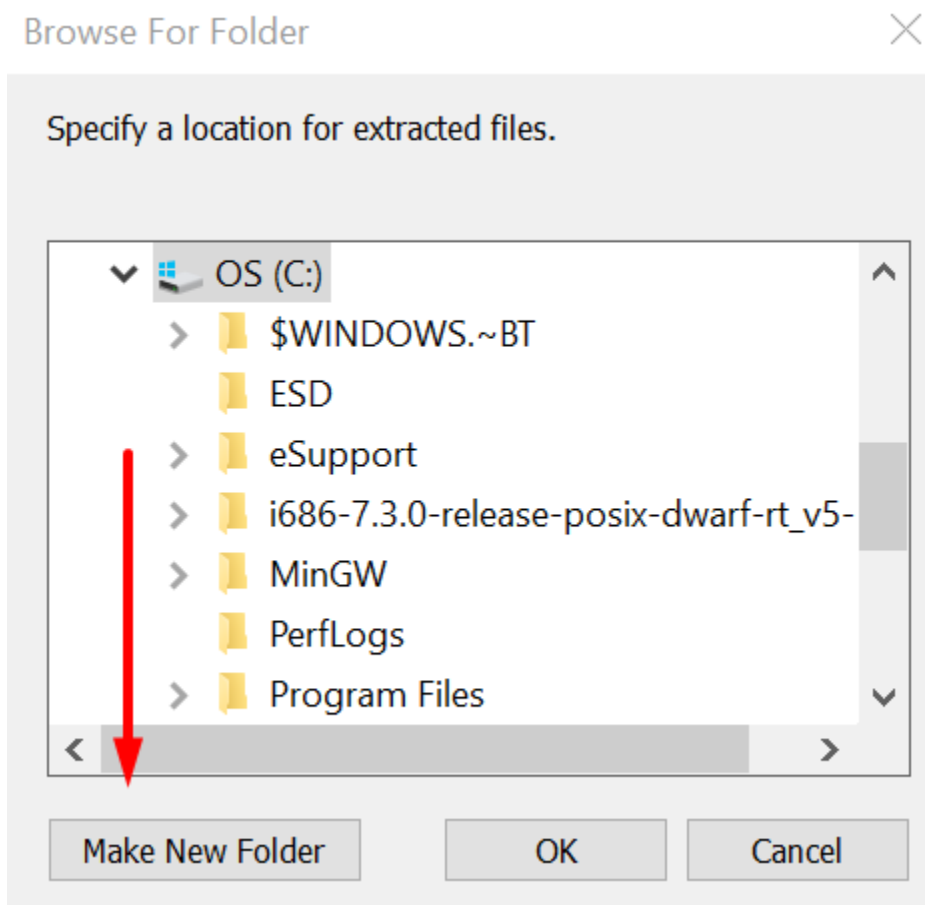 Browse For Folder
Specify a location for extracted files.
OS (C:)
$WINDOWS.~BT
ESD
eSupport
i686-7.3.0-release-posix-dwarf-rt_v5-
MinGW
PerfLogs
Program Files
Make New Folder OK Cancel